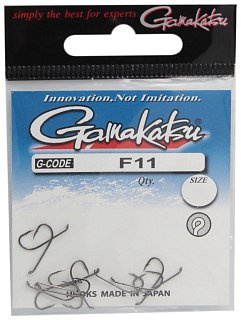 simply the best for experts
Gamakatsu
Innovation, Not Imitation.
Gamakatsu
G-CODE F11
Qty. SIZE
HOOKS MADE IN JAPAN